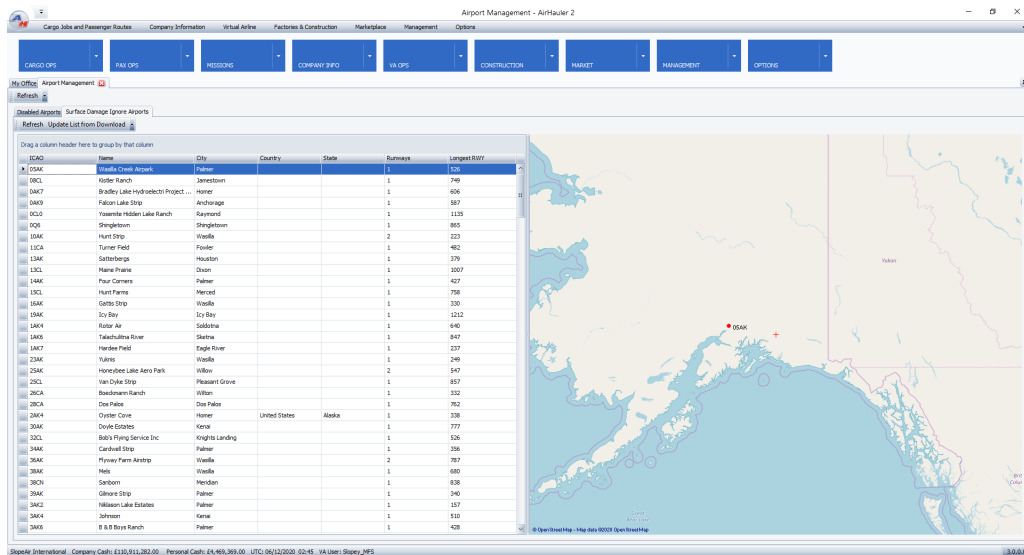 Airport Management - AirHauler 2
Cargo Jobs and Passenger Routes Company Information Virtual Airline Factories & Construction Marketplace Management Options
CARGO OPS PAX OPS MISSIONS COMPANY INFO VA OPS CONSTRUCTION MARKET MANAGEMENT OPTIONS
My Office Airport Management
Refresh
Disabled Airports Surface Damage Ignore Airports
Refresh Update List from Download
Drag a column header here to group by that column
ICAO Name City Country State Runways Longest RWY
05AK Wasilla Creek Airpark Palmer 1 526
08CL Kistler Ranch Jamestown 1 749
0AK7 Bradley Lake Hydroelectri Project ... Homer 1 606
0AK9 Falcon Lake Strip Anchorage 1 587
0CL0 Yosemite Hidden Lake Ranch Raymond 1 1135
0Q6 Shingletown Shingletown 1 865
10AK Hunt Strip Wasilla 2 223
11CA Turner Field Fowler 1 482
13AK Satterbergs Houston 1 379
13CL Maine Prairie Dixon 1 1007
14AK Four Corners Palmer 1 427
15CL Hunt Farms Merced 1 758
16AK Gattis Strip Wasilla 1 330
19AK Icy Bay Icy Bay 1 1212
1AK4 Rotor Air Soldotna 1 640
1AK6 Talachulitna River Sketna 1 847
1AK7 Hardee Field Eagle River 1 237
23AK Yuknis Wasilla 1 249
25AK Honeybee Lake Aero Park Willow 2 547
25CL Van Dyke Strip Pleasant Grove 1 857
26CA Boeckmann Ranch Wilton 1 332
28CA Dos Palos Dos Palos 1 762
2AK4 Oyster Cove Homer United States Alaska 1 338
30AK Doyle Estates Kenai 1 777
32CL Bob's Flying Service Inc Knights Landing 1 526
34AK Cardwell Strip Palmer 1 356
36AK Flyway Farm Airstrip Wasilla 2 787
38AK Mels Wasilla 1 680
38CN Sanborn Meridian 1 838
39AK Gilmore Strip Palmer 1 340
3AK2 Niklason Lake Estates Palmer 1 157
3AK4 Johnson Kenai 1 510
3AK6 B & B Boys Ranch Palmer 1 428
Yukon
05AK
Brit
Colum
© OpenStreetMap - Map data ©2020 OpenStreetMap
SlopeAir International Company Cash: £110,911,282.00 Personal Cash: £4,469,369.00 UTC: 06/12/2020 02:45 VA User: Slopey_MFS
3.0.0.